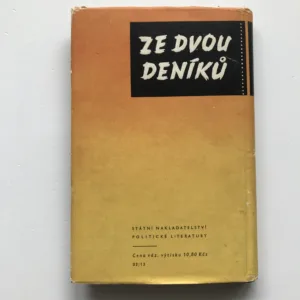 ZE DVOU
DENÍKŮ
STÁTNÍ NAKLADATELSTVÍ
POLITICKÉ LITERATURY
Cena váz. výtisku 10,80 Kčs
02/13